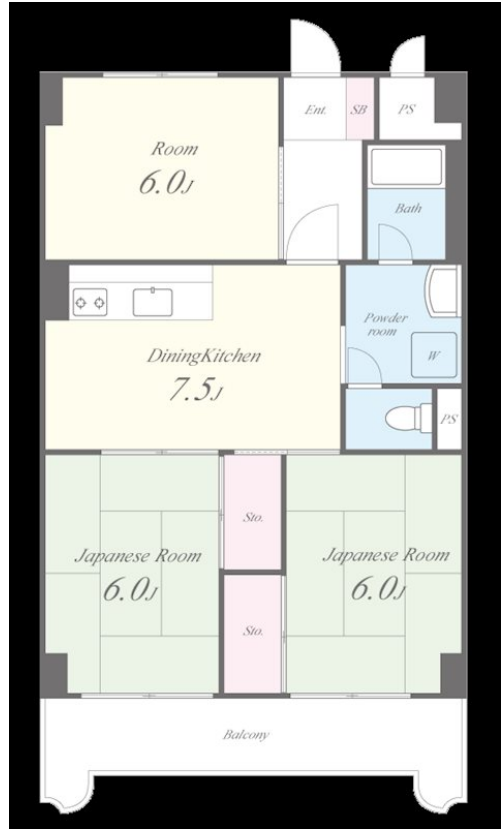 Room
6.0J
Ent.
SB
PS
Bath
DiningKitchen
7.5J
Powder
room
W
PS
Japanese Room
6.0J
Sto.
Sto.
Japanese Room
6.0J
Balcony